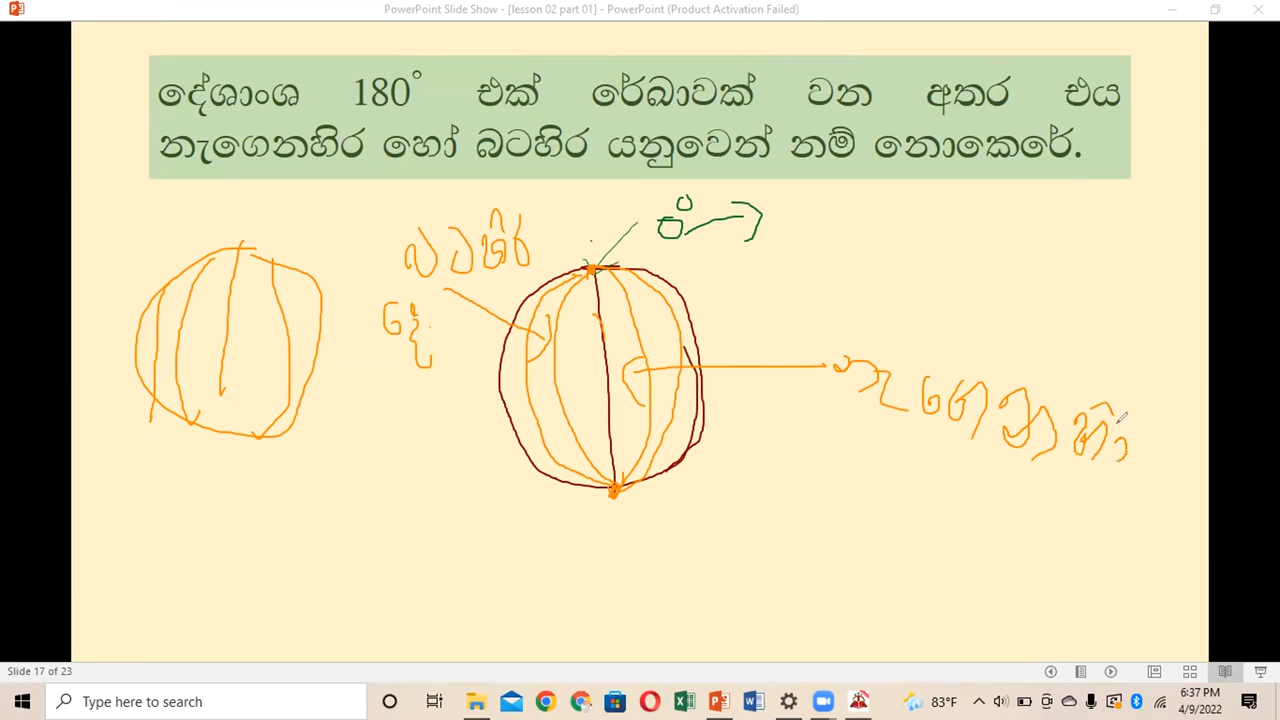 PowerPoint Slide Show - [lesson 02 part 01] - PowerPoint (Product Activation Failed)
දේශාංශ 180° එක් රේඛාවක් වන අතර එය
නැගෙනහිර හෝ බටහිර යනුවෙන් නම් නොකෙරේ.
0°
බටහිර
දේ
Slide 17 of 23
Type here to search
83°F
6:37 PM
4/9/2022